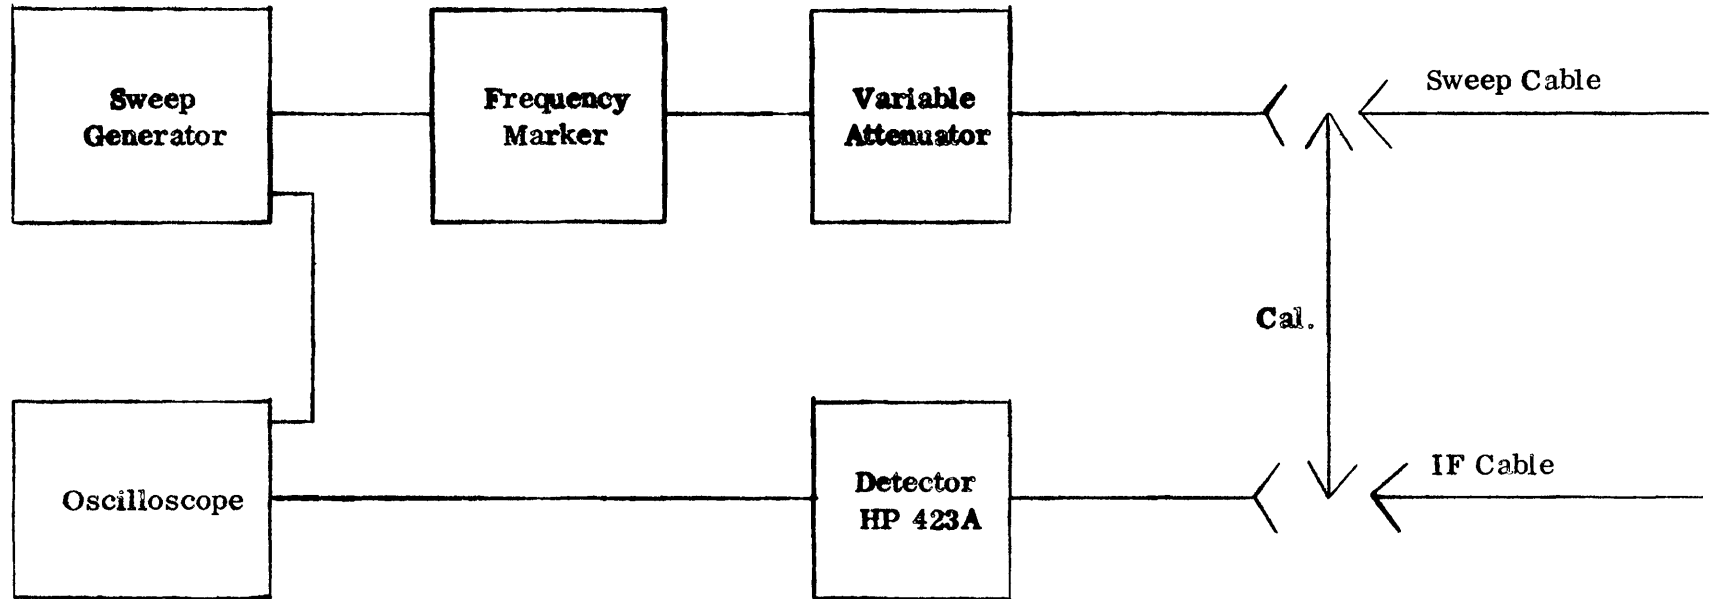 Sweep
Generator
Frequency
Marker
Variable
Attenuator
Sweep Cable
Cal.
Oscilloscope
Detector
HP 423A
IF Cable